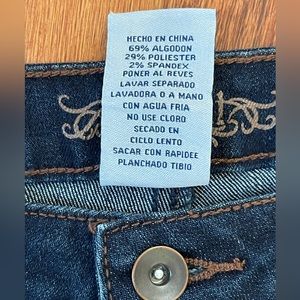 HECHO EN CHINA
69% ALGODON
29% POLIESTER
2% SPANDEX
PONER AL REVES
LAVAR SEPARADO
LAVADORA O A MANO
CON AGUA FRIA
NO USE CLORO
SECADO EN
CICLO LENTO
SACAR CON RAPIDEE
PLANCHADO TIBIO